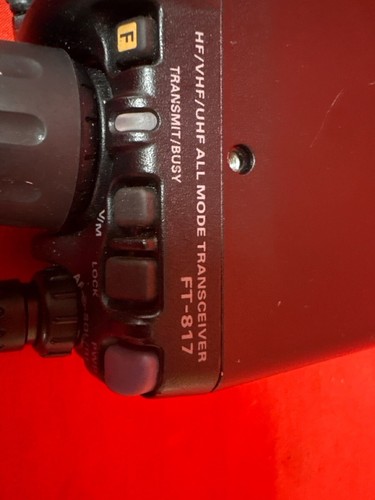 HF/VHF/UHF ALL MODE TRANSCEIVER
FT-817
TRANSMIT/BUSY
F
V/M
LOCK